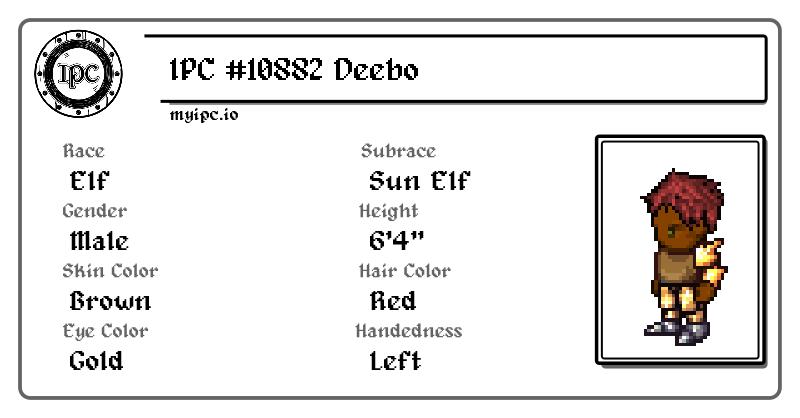 IPC
IPC #10882 Deebo
myipc.io
Race
Elf
Subrace
Sun Elf
Gender
Male
Height
6'4"
Skin Color
Brown
Hair Color
Red
Eye Color
Gold
Handedness
Left